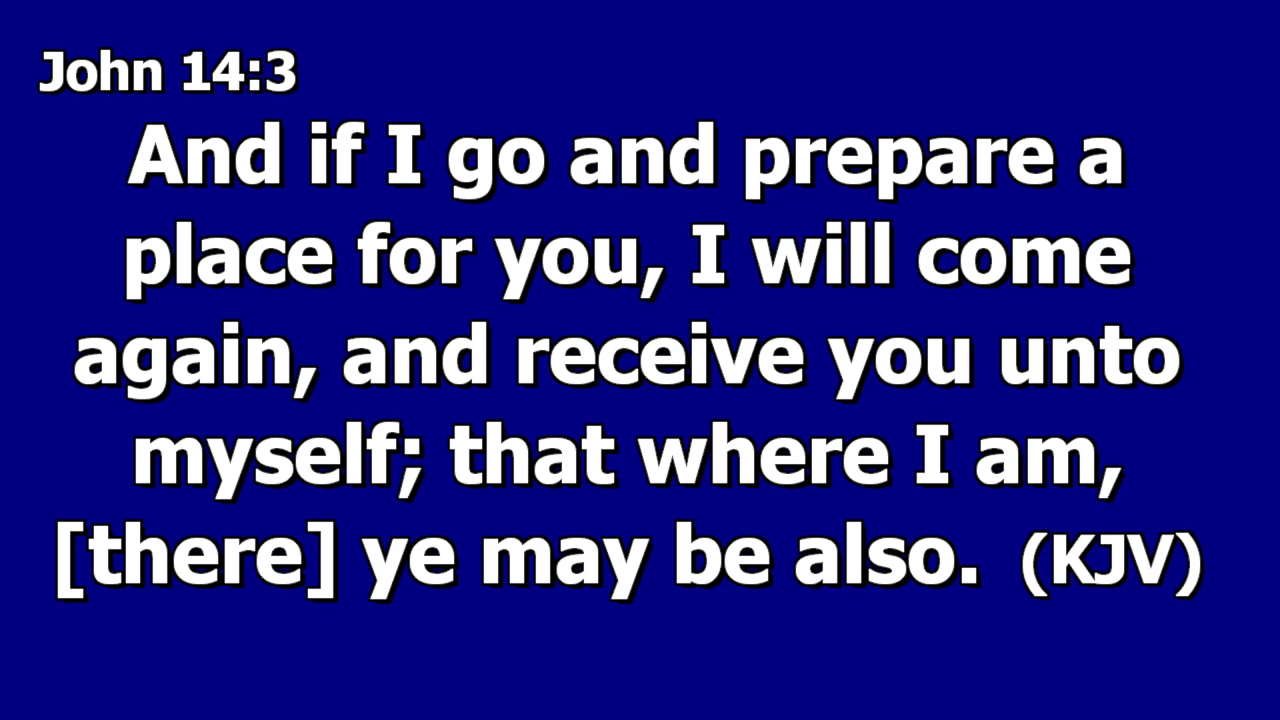 John 14:3
And if I go and prepare a
place for you, I will come
again, and receive you unto
myself; that where I am,
[there] ye may be also. (KJV)